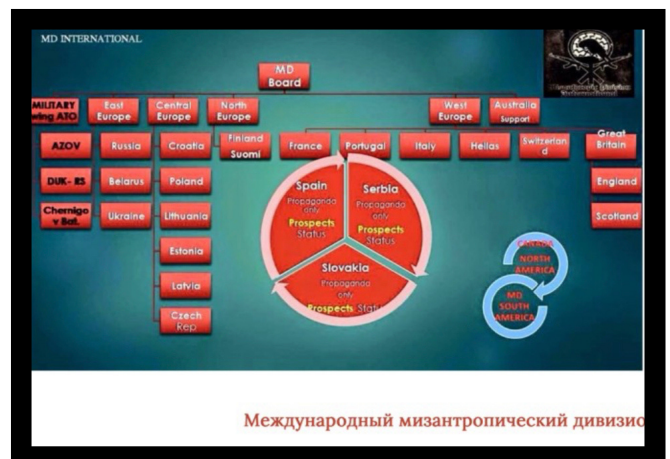 MD INTERNATIONAL
MD
Board
MILITARY
wing ATO
East
Europe
Central
Europe
North
Europe
West
Europe
Australia
Support
AZOV
Russia
Croatia
Finland
Suomi
France
Portugal
Italy
Hellas
Switzerlan
d
Great
Britain
DUK- RS
Belarus
Poland
England
Chernigo
v Bat.
Ukraine
Lithuania
Scotland
Estonia
Latvia
Czech
Rep
Spain
Propaganda
only
Prospects
Status
Serbia
Propaganda
only
Prospects
Status
Slovakia
Propaganda
only
Prospects Status
CANADA
NORTH
AMERICA
MD
SOUTH
AMERICA
Международный мизантропический дивизио